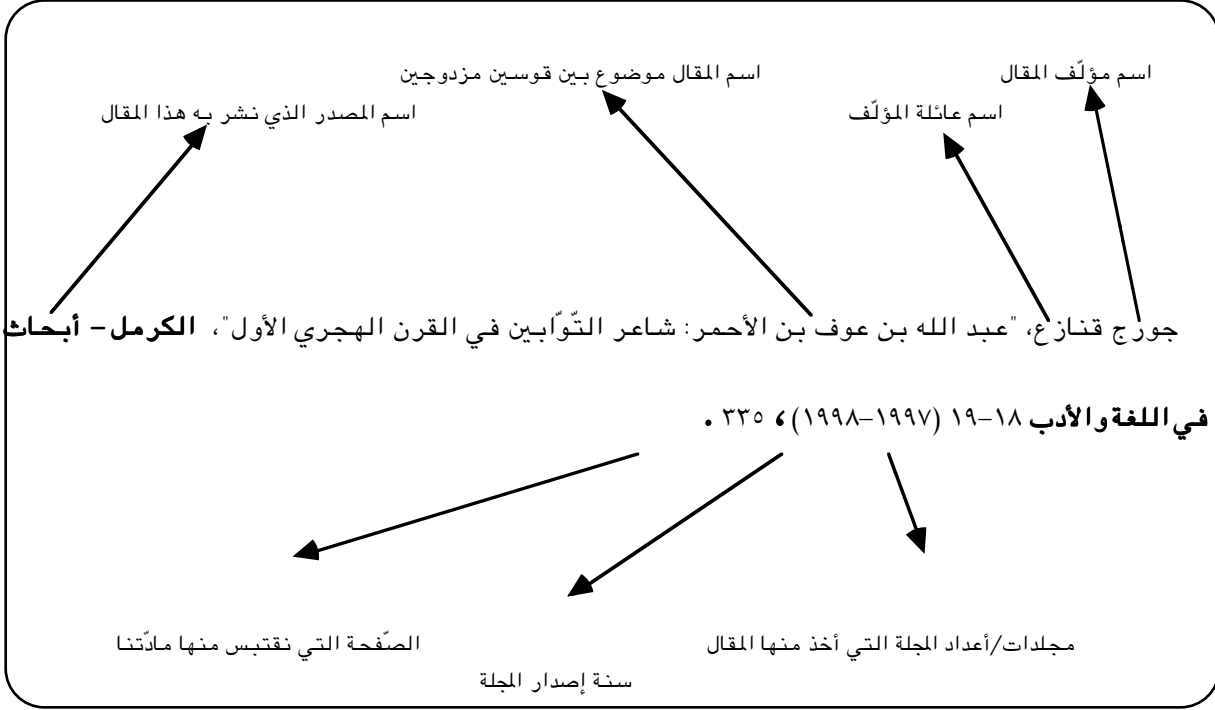 اسم مؤلّف المقال
اسم المقال موضوع بين قوسين مزدوجين
اسم عائلة المؤلّف
اسم المصدر الذي نشر به هذا المقال
جورج قنازع، "عبد الله بن عوف بن الأحمر: شاعر التّوّابين في القرن الهجري الأول"، الكرمل – أبحاث
في اللغة والأدب ١٨–١٩ (١٩٩٧–١٩٩٨)، ٣٣٥ .
مجلدات/أعداد المجلة التي أخذ منها المقال
الصّفحة التي نقتبس منها مادّتنا
سنة إصدار المجلة